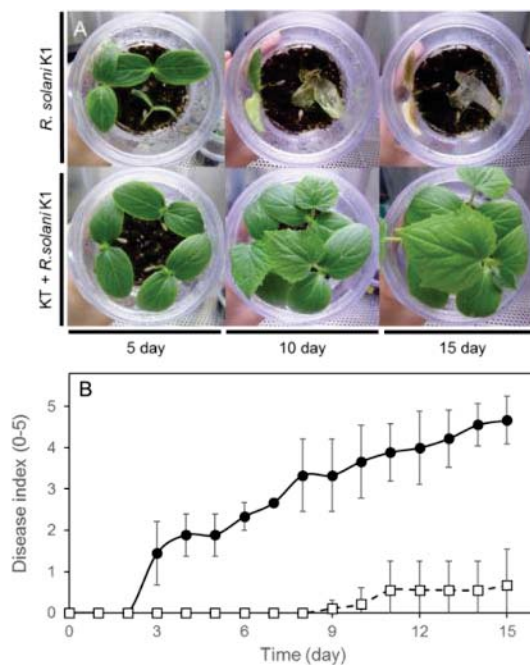 A
R. solani K1
KT + R.solani K1
5 day
10 day
15 day
B
Disease index (0-5)
5
4
3
2
1
0
0
3
6
9
12
15
Time (day)